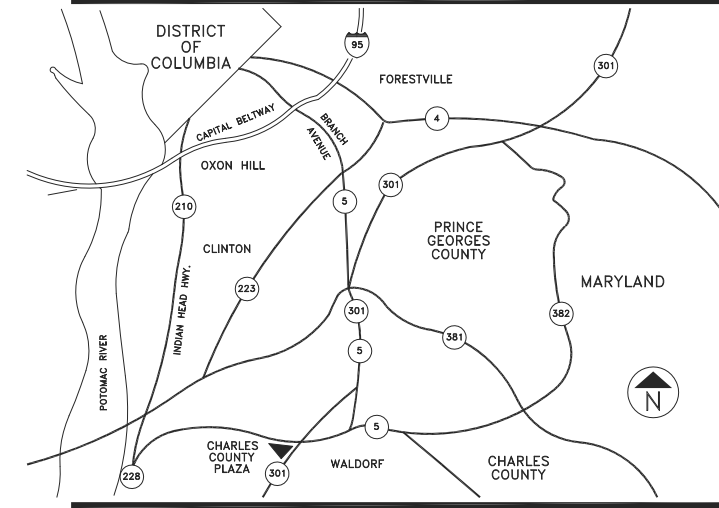 DISTRICT
OF
COLUMBIA
95
FORESTVILLE
301
CAPITAL BELTWAY
BRANCH
AVENUE
4
OXON HILL
301
210
5
PRINCE
GEORGES
COUNTY
CLINTON
INDIAN HEAD HWY.
223
MARYLAND
301
382
381
5
POTOMAC RIVER
N
5
CHARLES
COUNTY
PLAZA
301
WALDORF
CHARLES
COUNTY
228